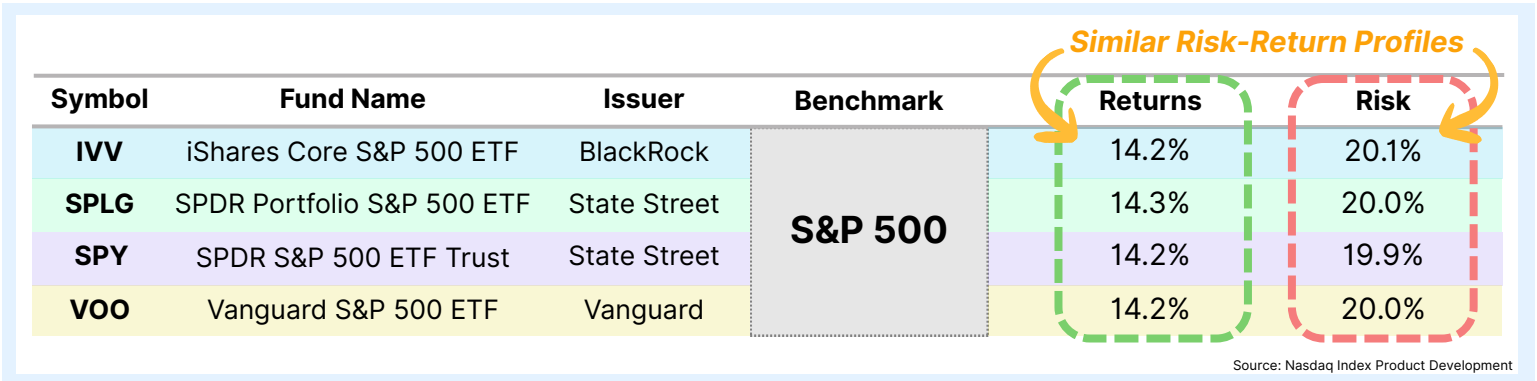 Similar Risk-Return Profiles
Symbol Fund Name Issuer Benchmark Returns Risk
IVV iShares Core S&P 500 ETF BlackRock 14.2% 20.1%
SPLG SPDR Portfolio S&P 500 ETF State Street 14.3% 20.0%
S&P 500
SPY SPDR S&P 500 ETF Trust State Street 14.2% 19.9%
VOO Vanguard S&P 500 ETF Vanguard 14.2% 20.0%
Source: Nasdaq Index Product Development